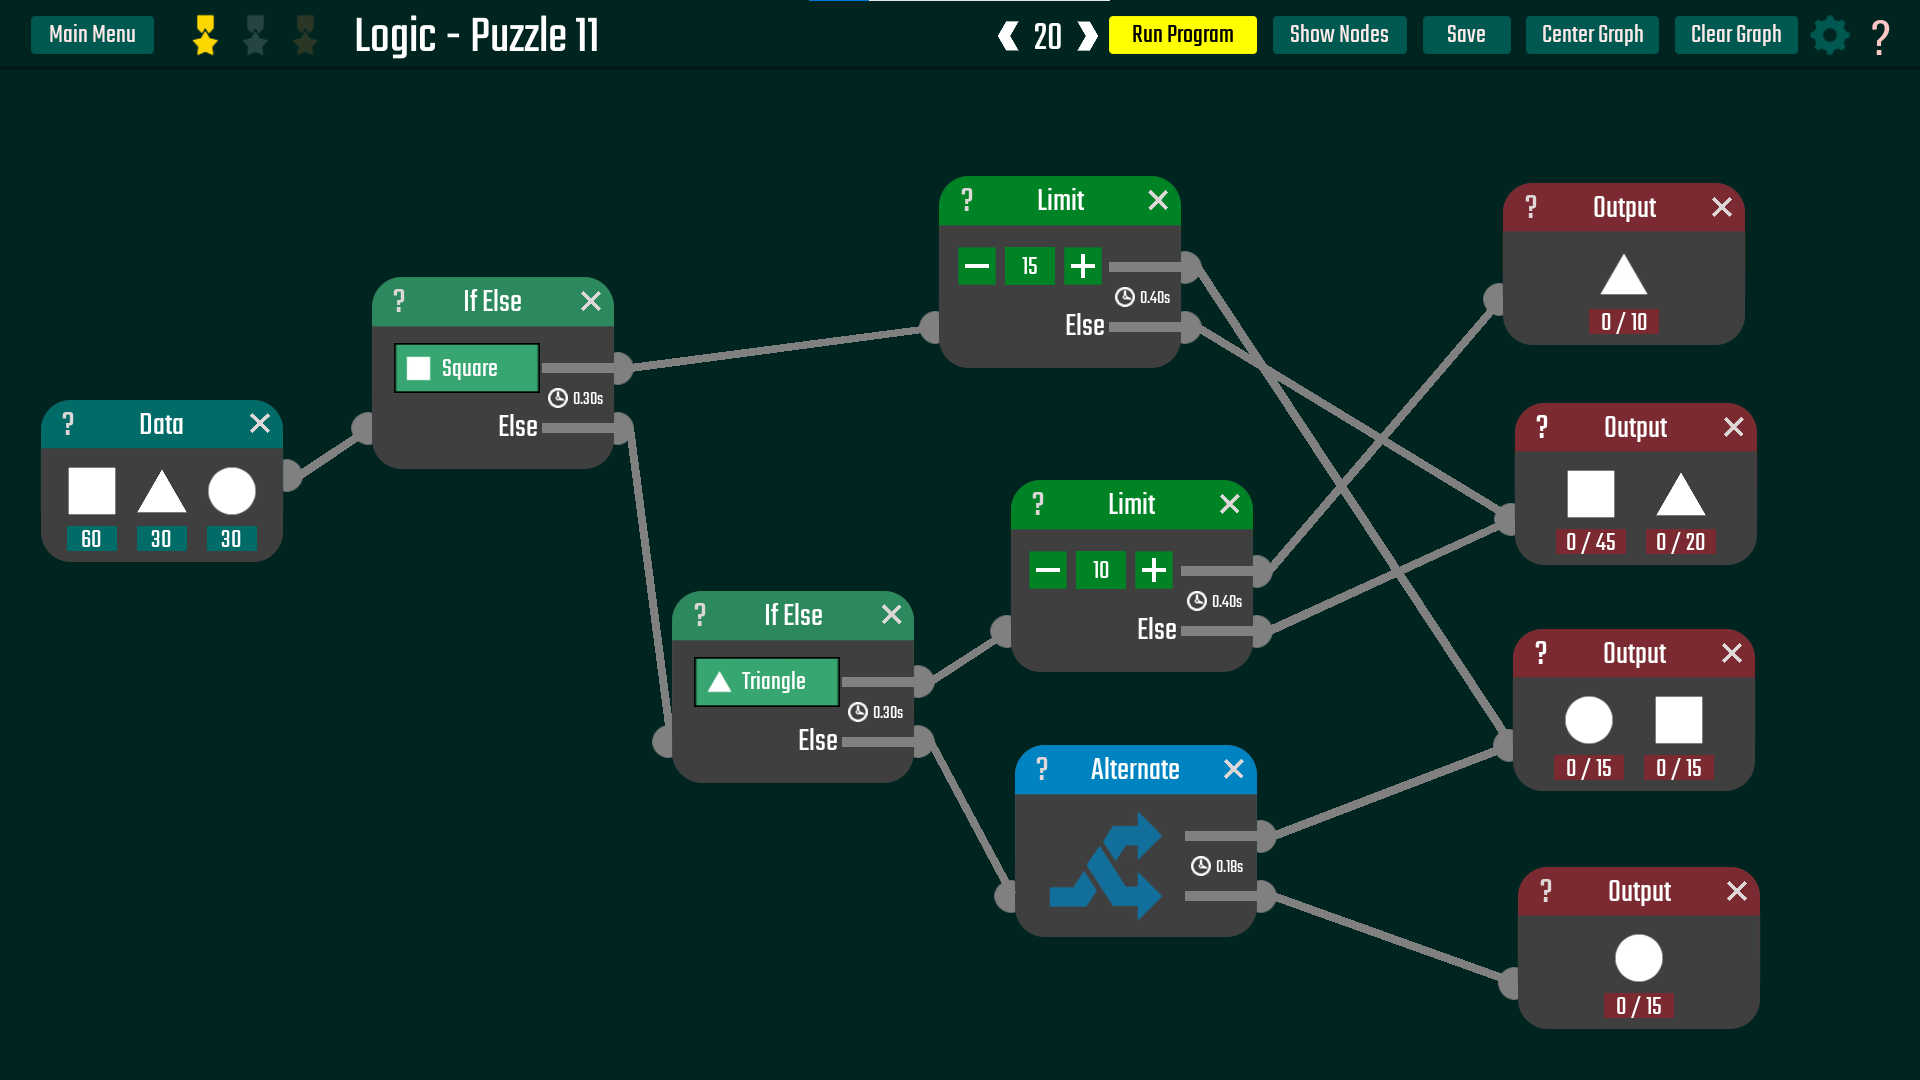 Main Menu
Logic - Puzzle 11
20
Run Program
Show Nodes
Save
Center Graph
Clear Graph
?
? Data
60 30 30
? If Else
Square
0.30s
Else
? If Else
Triangle
0.30s
Else
? Limit
15
0.40s
Else
? Limit
10
0.40s
Else
? Alternate
0.18s
? Output
0 / 10
? Output
0 / 45 0 / 20
? Output
0 / 15 0 / 15
? Output
0 / 15